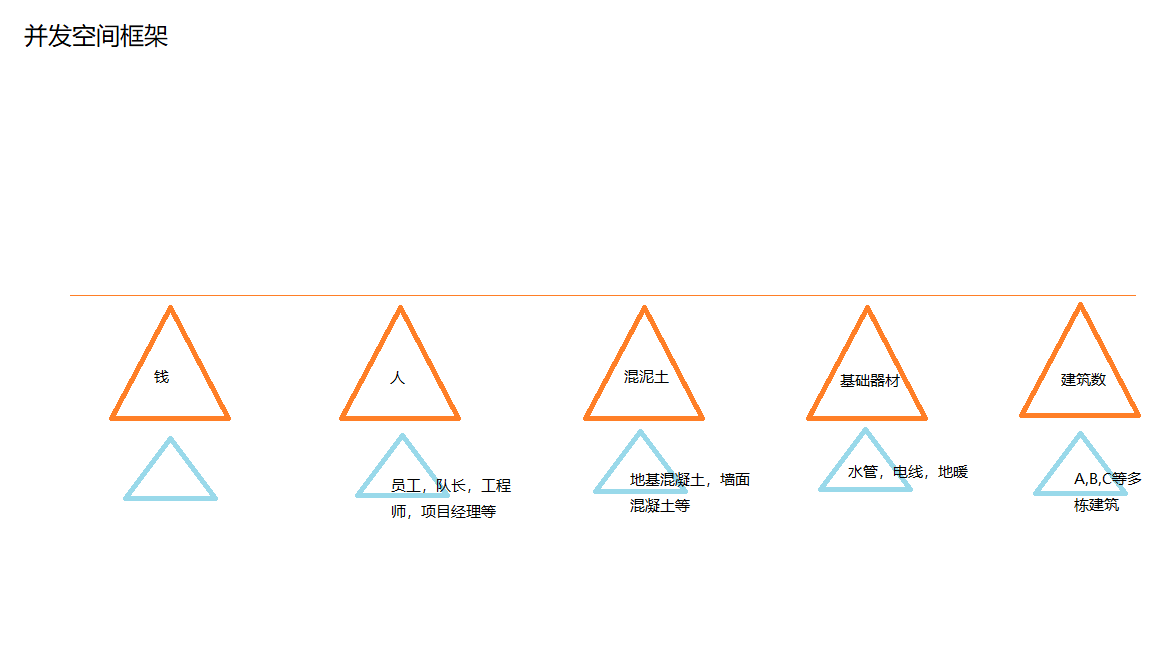 并发空间框架
钱
人
混泥土
基础器材
建筑数
员工，队长，工程
师，项目经理等
地基混凝土，墙面
混凝土等
水管，电线，地暖
A,B,C等多
栋建筑